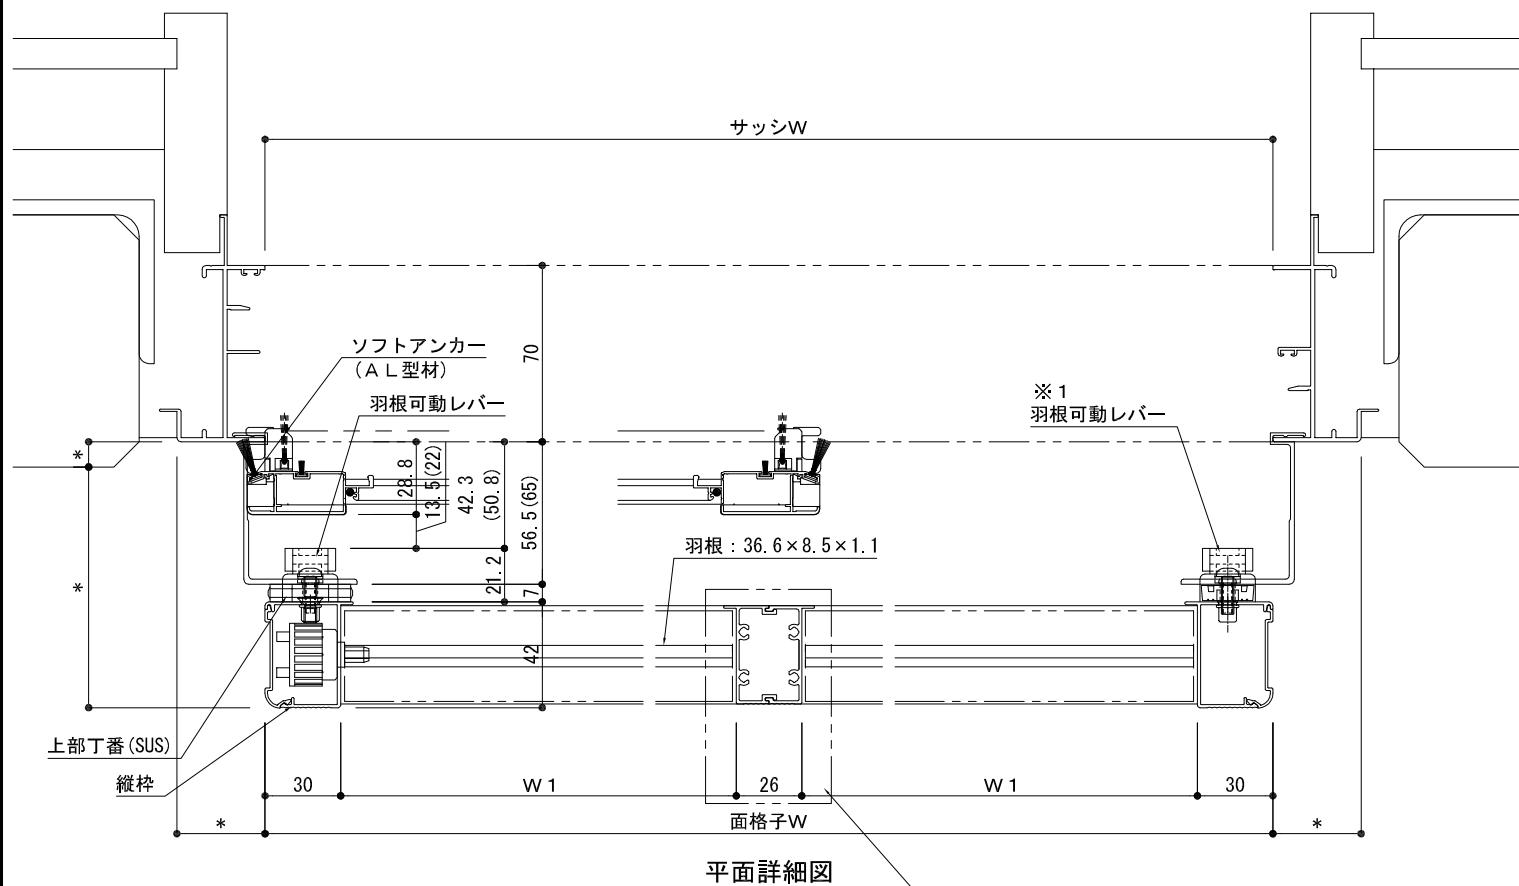 サッシW
ソフトアンカー
(AL型材)
羽根可動レバー
※1
羽根可動レバー
70
*
28.8
13.5(22)
42.3
(50.8)
56.5(65)
羽根：36.6×8.5×1.1
21.2
7
*
42
上部丁番(SUS)
縦枠
30
W1
26
W1
30
*
面格子W
*
平面詳細図